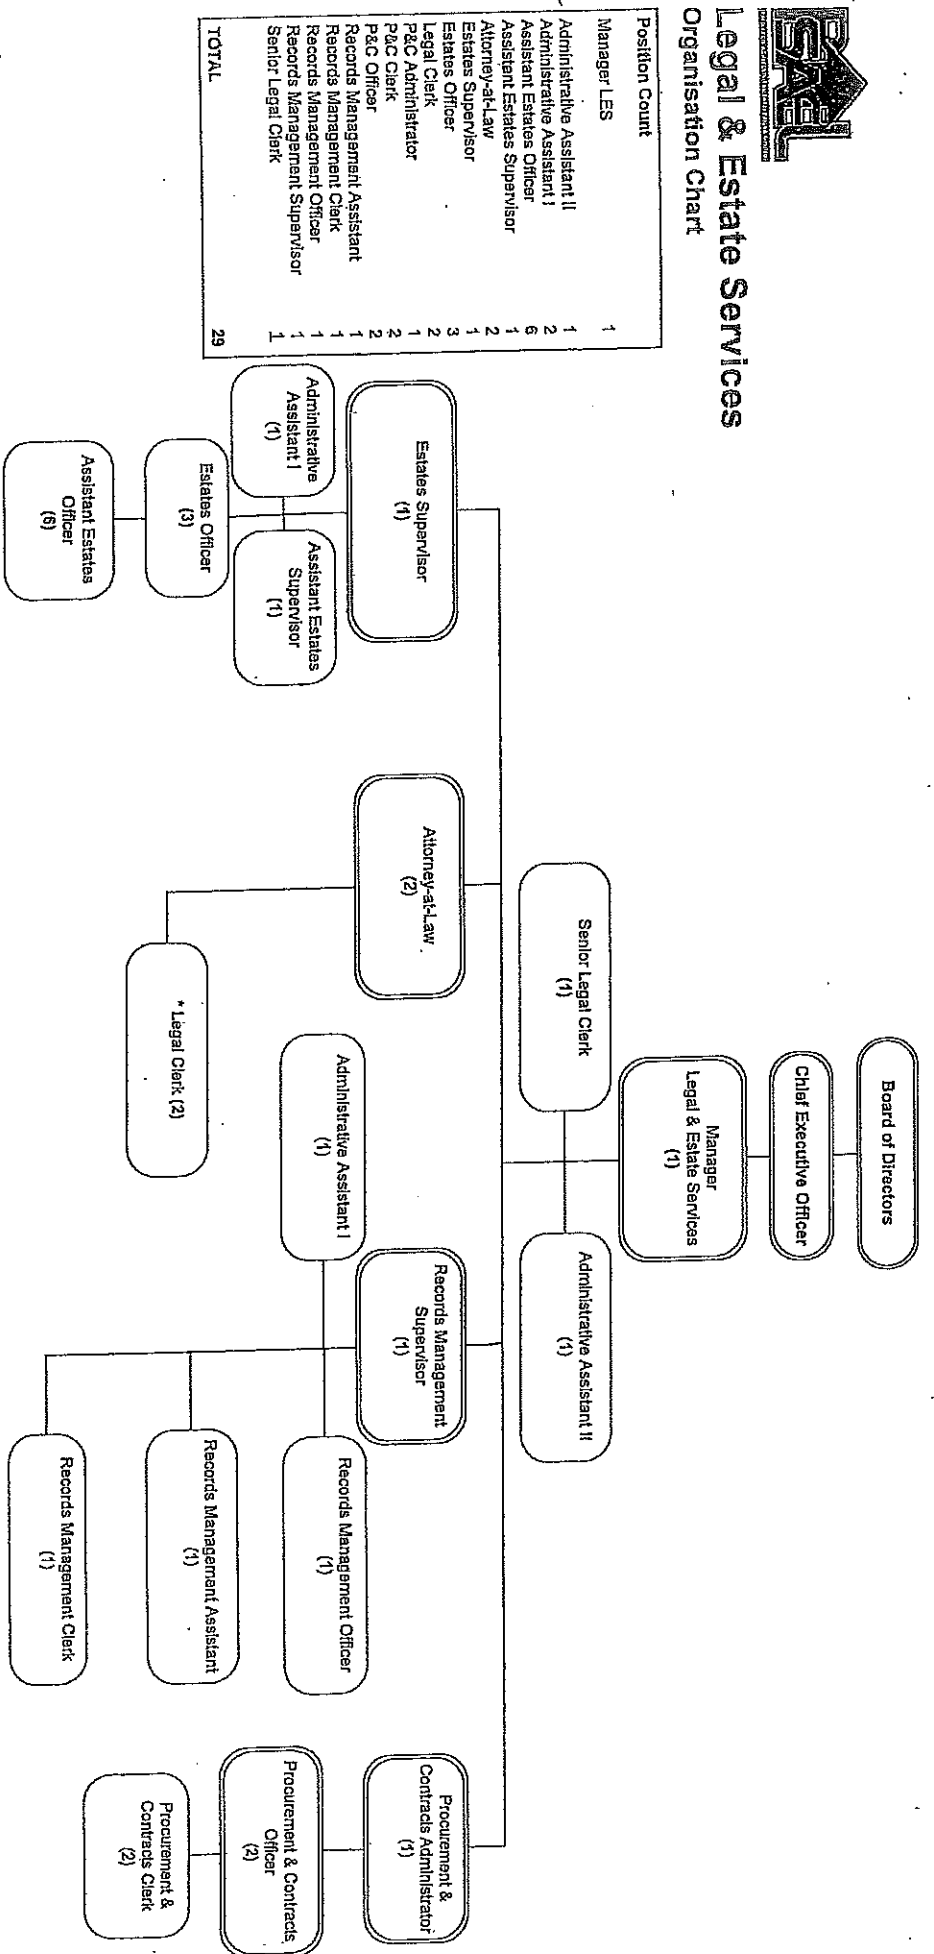 Legal & Estate Services
Organisation Chart
Position Count
Manager LES 1
Administrative Assistant II 1
Administrative Assistant I 2
Assistant Estates Officer 6
Assistant Estates Supervisor 1
Attorney-at-Law 2
Estates Supervisor 1
Estates Officer 3
Legal Clerk 2
P&C Administrator 1
P&C Clerk 2
P&C Officer 2
Records Management Assistant 1
Records Management Clerk 1
Records Management Officer 1
Records Management Supervisor 1
Senior Legal Clerk 1
TOTAL 29
Board of Directors
Chief Executive Officer
Manager
Legal & Estate Services
(1)
Senior Legal Clerk
(1)
Administrative Assistant II
(1)
Estates Supervisor
(1)
Administrative
Assistant I
(1)
Assistant Estates
Supervisor
(1)
Estates Officer
(3)
Assistant Estates
Officer
(6)
Attorney-at-Law
(2)
* Legal Clerk (2)
Records Management
Supervisor
(1)
Administrative Assistant I
(1)
Records Management Officer
(1)
Records Management Assistant
(1)
Records Management Clerk
(1)
Procurement &
Contracts Administrator
(1)
Procurement & Contracts
Officer
(2)
Procurement &
Contracts Clerk
(2)